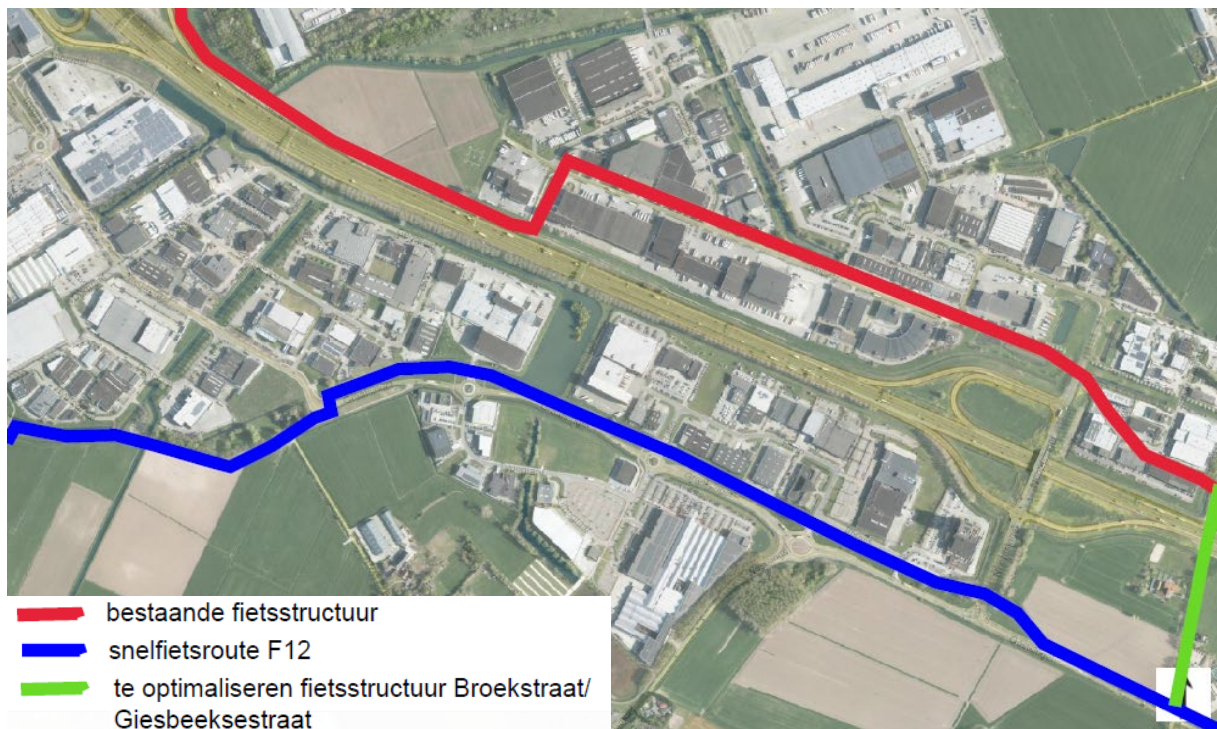 bestaande fietsstructuur
snelfietsroute F12
te optimaliseren fietsstructuur Broekstraat/
Giesbeeksestraat